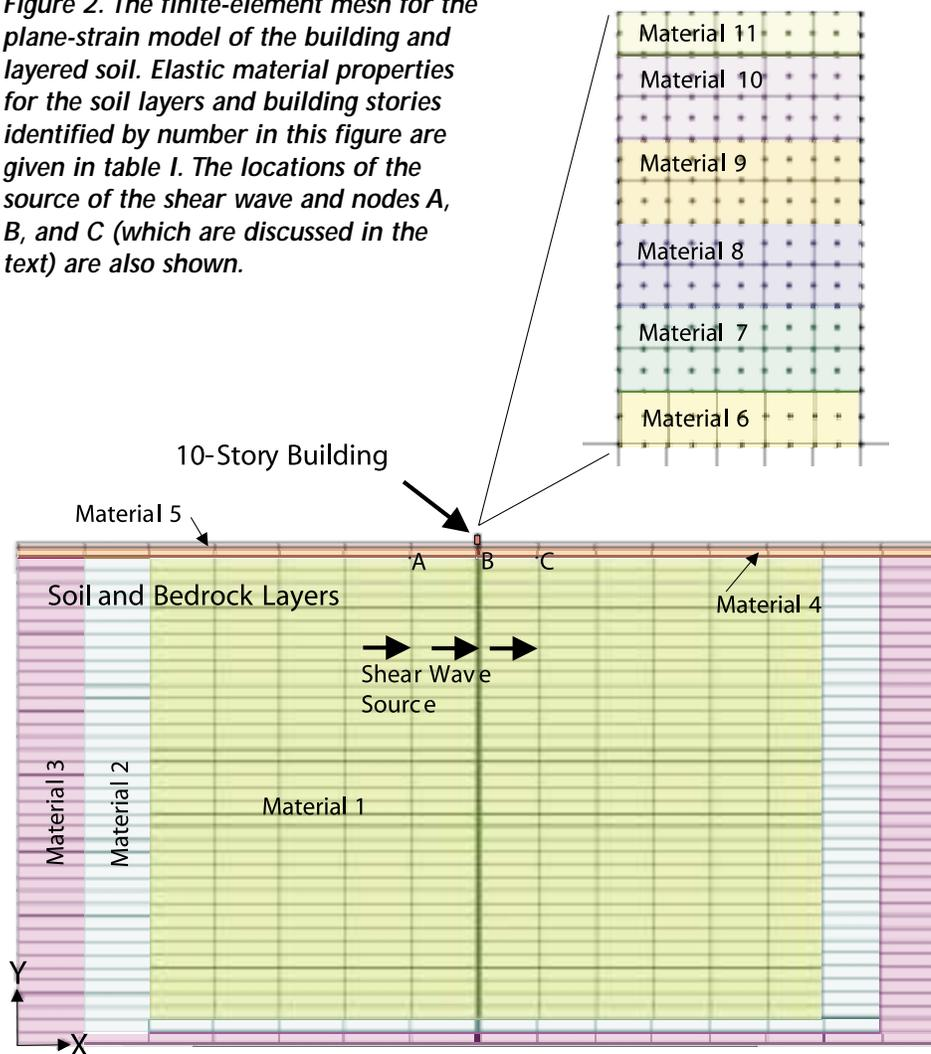 Figure 2. The finite-element mesh for the
plane-strain model of the building and
layered soil. Elastic material properties
for the soil layers and building stories
identified by number in this figure are
given in table I. The locations of the
source of the shear wave and nodes A,
B, and C (which are discussed in the
text) are also shown.
Material 11
Material 10
Material 9
Material 8
Material 7
Material 6
10-Story Building
Material 5
A
B
C
Soil and Bedrock Layers
Material 4
Shear Wave
Source
Material 3
Material 2
Material 1
Y
X